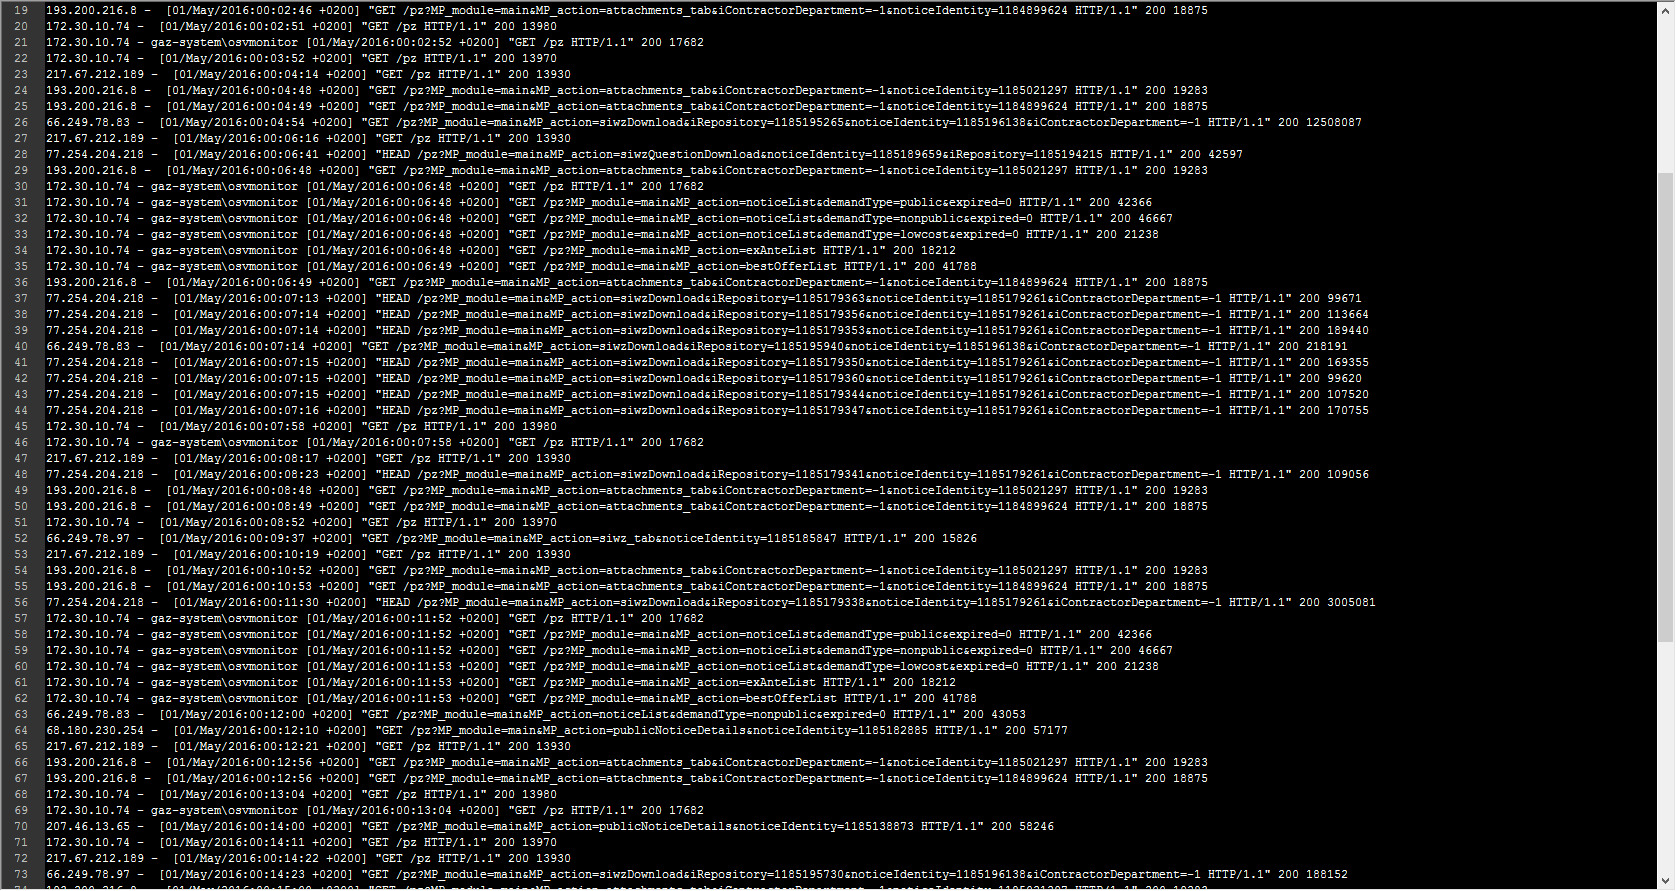 19 193.200.216.8 -  [01/May/2016:00:02:46 +0200] "GET /pz?MP_module=main&MP_action=attachments_tab&iContractorDepartment=-1&noticeIdentity=1184899624 HTTP/1.1" 200 18875
20 172.30.10.74 -  [01/May/2016:00:02:51 +0200] "GET /pz HTTP/1.1" 200 13980
21 172.30.10.74 - gaz-system\osvmonitor [01/May/2016:00:02:52 +0200] "GET /pz HTTP/1.1" 200 17682
22 172.30.10.74 -  [01/May/2016:00:03:52 +0200] "GET /pz HTTP/1.1" 200 13970
23 217.67.212.189 -  [01/May/2016:00:04:14 +0200] "GET /pz HTTP/1.1" 200 13930
24 193.200.216.8 -  [01/May/2016:00:04:48 +0200] "GET /pz?MP_module=main&MP_action=attachments_tab&iContractorDepartment=-1&noticeIdentity=1185021297 HTTP/1.1" 200 19283
25 193.200.216.8 -  [01/May/2016:00:04:49 +0200] "GET /pz?MP_module=main&MP_action=attachments_tab&iContractorDepartment=-1&noticeIdentity=1184899624 HTTP/1.1" 200 18875
26 66.249.78.83 -  [01/May/2016:00:04:54 +0200] "GET /pz?MP_module=main&MP_action=siwzDownload&iRepository=1185195265&noticeIdentity=1185196138&iContractorDepartment=-1 HTTP/1.1" 200 12508087
27 217.67.212.189 -  [01/May/2016:00:06:16 +0200] "GET /pz HTTP/1.1" 200 13930
28 77.254.204.218 -  [01/May/2016:00:06:41 +0200] "HEAD /pz?MP_module=main&MP_action=siwzQuestionDownload&noticeIdentity=1185189659&iRepository=1185194215 HTTP/1.1" 200 42597
29 193.200.216.8 -  [01/May/2016:00:06:48 +0200] "GET /pz?MP_module=main&MP_action=attachments_tab&iContractorDepartment=-1&noticeIdentity=1185021297 HTTP/1.1" 200 19283
30 172.30.10.74 - gaz-system\osvmonitor [01/May/2016:00:06:48 +0200] "GET /pz HTTP/1.1" 200 17682
31 172.30.10.74 - gaz-system\osvmonitor [01/May/2016:00:06:48 +0200] "GET /pz?MP_module=main&MP_action=noticeList&demandType=public&expired=0 HTTP/1.1" 200 42366
32 172.30.10.74 - gaz-system\osvmonitor [01/May/2016:00:06:48 +0200] "GET /pz?MP_module=main&MP_action=noticeList&demandType=nonpublic&expired=0 HTTP/1.1" 200 46667
33 172.30.10.74 - gaz-system\osvmonitor [01/May/2016:00:06:48 +0200] "GET /pz?MP_module=main&MP_action=noticeList&demandType=lowcost&expired=0 HTTP/1.1" 200 21238
34 172.30.10.74 - gaz-system\osvmonitor [01/May/2016:00:06:48 +0200] "GET /pz?MP_module=main&MP_action=exAnteList HTTP/1.1" 200 18212
35 172.30.10.74 - gaz-system\osvmonitor [01/May/2016:00:06:49 +0200] "GET /pz?MP_module=main&MP_action=bestOfferList HTTP/1.1" 200 41788
36 193.200.216.8 -  [01/May/2016:00:06:49 +0200] "GET /pz?MP_module=main&MP_action=attachments_tab&iContractorDepartment=-1&noticeIdentity=1184899624 HTTP/1.1" 200 18875
37 77.254.204.218 -  [01/May/2016:00:07:13 +0200] "HEAD /pz?MP_module=main&MP_action=siwzDownload&iRepository=1185179363&noticeIdentity=1185179261&iContractorDepartment=-1 HTTP/1.1" 200 99671
38 77.254.204.218 -  [01/May/2016:00:07:14 +0200] "HEAD /pz?MP_module=main&MP_action=siwzDownload&iRepository=1185179356&noticeIdentity=1185179261&iContractorDepartment=-1 HTTP/1.1" 200 113664
39 77.254.204.218 -  [01/May/2016:00:07:14 +0200] "HEAD /pz?MP_module=main&MP_action=siwzDownload&iRepository=1185179353&noticeIdentity=1185179261&iContractorDepartment=-1 HTTP/1.1" 200 189440
40 66.249.78.83 -  [01/May/2016:00:07:14 +0200] "GET /pz?MP_module=main&MP_action=siwzDownload&iRepository=1185195940&noticeIdentity=1185196138&iContractorDepartment=-1 HTTP/1.1" 200 218191
41 77.254.204.218 -  [01/May/2016:00:07:15 +0200] "HEAD /pz?MP_module=main&MP_action=siwzDownload&iRepository=1185179350&noticeIdentity=1185179261&iContractorDepartment=-1 HTTP/1.1" 200 169355
42 77.254.204.218 -  [01/May/2016:00:07:15 +0200] "HEAD /pz?MP_module=main&MP_action=siwzDownload&iRepository=1185179360&noticeIdentity=1185179261&iContractorDepartment=-1 HTTP/1.1" 200 99620
43 77.254.204.218 -  [01/May/2016:00:07:15 +0200] "HEAD /pz?MP_module=main&MP_action=siwzDownload&iRepository=1185179344&noticeIdentity=1185179261&iContractorDepartment=-1 HTTP/1.1" 200 107520
44 77.254.204.218 -  [01/May/2016:00:07:16 +0200] "HEAD /pz?MP_module=main&MP_action=siwzDownload&iRepository=1185179347&noticeIdentity=1185179261&iContractorDepartment=-1 HTTP/1.1" 200 170755
45 172.30.10.74 -  [01/May/2016:00:07:58 +0200] "GET /pz HTTP/1.1" 200 13980
46 172.30.10.74 - gaz-system\osvmonitor [01/May/2016:00:07:58 +0200] "GET /pz HTTP/1.1" 200 17682
47 217.67.212.189 -  [01/May/2016:00:08:17 +0200] "GET /pz HTTP/1.1" 200 13930
48 77.254.204.218 -  [01/May/2016:00:08:23 +0200] "HEAD /pz?MP_module=main&MP_action=siwzDownload&iRepository=1185179341&noticeIdentity=1185179261&iContractorDepartment=-1 HTTP/1.1" 200 109056
49 193.200.216.8 -  [01/May/2016:00:08:48 +0200] "GET /pz?MP_module=main&MP_action=attachments_tab&iContractorDepartment=-1&noticeIdentity=1185021297 HTTP/1.1" 200 19283
50 193.200.216.8 -  [01/May/2016:00:08:49 +0200] "GET /pz?MP_module=main&MP_action=attachments_tab&iContractorDepartment=-1&noticeIdentity=1184899624 HTTP/1.1" 200 18875
51 172.30.10.74 -  [01/May/2016:00:08:52 +0200] "GET /pz HTTP/1.1" 200 13970
52 66.249.78.97 -  [01/May/2016:00:09:37 +0200] "GET /pz?MP_module=main&MP_action=siwz_tab&noticeIdentity=1185185847 HTTP/1.1" 200 15826
53 217.67.212.189 -  [01/May/2016:00:10:19 +0200] "GET /pz HTTP/1.1" 200 13930
54 193.200.216.8 -  [01/May/2016:00:10:52 +0200] "GET /pz?MP_module=main&MP_action=attachments_tab&iContractorDepartment=-1&noticeIdentity=1185021297 HTTP/1.1" 200 19283
55 193.200.216.8 -  [01/May/2016:00:10:53 +0200] "GET /pz?MP_module=main&MP_action=attachments_tab&iContractorDepartment=-1&noticeIdentity=1184899624 HTTP/1.1" 200 18875
56 77.254.204.218 -  [01/May/2016:00:11:30 +0200] "HEAD /pz?MP_module=main&MP_action=siwzDownload&iRepository=1185179338&noticeIdentity=1185179261&iContractorDepartment=-1 HTTP/1.1" 200 3005081
57 172.30.10.74 - gaz-system\osvmonitor [01/May/2016:00:11:52 +0200] "GET /pz HTTP/1.1" 200 17682
58 172.30.10.74 - gaz-system\osvmonitor [01/May/2016:00:11:52 +0200] "GET /pz?MP_module=main&MP_action=noticeList&demandType=public&expired=0 HTTP/1.1" 200 42366
59 172.30.10.74 - gaz-system\osvmonitor [01/May/2016:00:11:52 +0200] "GET /pz?MP_module=main&MP_action=noticeList&demandType=nonpublic&expired=0 HTTP/1.1" 200 46667
60 172.30.10.74 - gaz-system\osvmonitor [01/May/2016:00:11:53 +0200] "GET /pz?MP_module=main&MP_action=noticeList&demandType=lowcost&expired=0 HTTP/1.1" 200 21238
61 172.30.10.74 - gaz-system\osvmonitor [01/May/2016:00:11:53 +0200] "GET /pz?MP_module=main&MP_action=exAnteList HTTP/1.1" 200 18212
62 172.30.10.74 - gaz-system\osvmonitor [01/May/2016:00:11:53 +0200] "GET /pz?MP_module=main&MP_action=bestOfferList HTTP/1.1" 200 41788
63 66.249.78.83 -  [01/May/2016:00:12:00 +0200] "GET /pz?MP_module=main&MP_action=noticeList&demandType=nonpublic&expired=0 HTTP/1.1" 200 43053
64 68.180.230.254 -  [01/May/2016:00:12:10 +0200] "GET /pz?MP_module=main&MP_action=publicNoticeDetails&noticeIdentity=1185182885 HTTP/1.1" 200 57177
65 217.67.212.189 -  [01/May/2016:00:12:21 +0200] "GET /pz HTTP/1.1" 200 13930
66 193.200.216.8 -  [01/May/2016:00:12:56 +0200] "GET /pz?MP_module=main&MP_action=attachments_tab&iContractorDepartment=-1&noticeIdentity=1185021297 HTTP/1.1" 200 19283
67 193.200.216.8 -  [01/May/2016:00:12:56 +0200] "GET /pz?MP_module=main&MP_action=attachments_tab&iContractorDepartment=-1&noticeIdentity=1184899624 HTTP/1.1" 200 18875
68 172.30.10.74 -  [01/May/2016:00:13:04 +0200] "GET /pz HTTP/1.1" 200 13980
69 172.30.10.74 - gaz-system\osvmonitor [01/May/2016:00:13:04 +0200] "GET /pz HTTP/1.1" 200 17682
70 207.46.13.65 -  [01/May/2016:00:14:00 +0200] "GET /pz?MP_module=main&MP_action=publicNoticeDetails&noticeIdentity=1185138873 HTTP/1.1" 200 58246
71 172.30.10.74 -  [01/May/2016:00:14:11 +0200] "GET /pz HTTP/1.1" 200 13970
72 217.67.212.189 -  [01/May/2016:00:14:22 +0200] "GET /pz HTTP/1.1" 200 13930
73 66.249.78.97 -  [01/May/2016:00:14:23 +0200] "GET /pz?MP_module=main&MP_action=siwzDownload&iRepository=1185195730&noticeIdentity=1185196138&iContractorDepartment=-1 HTTP/1.1" 200 188152